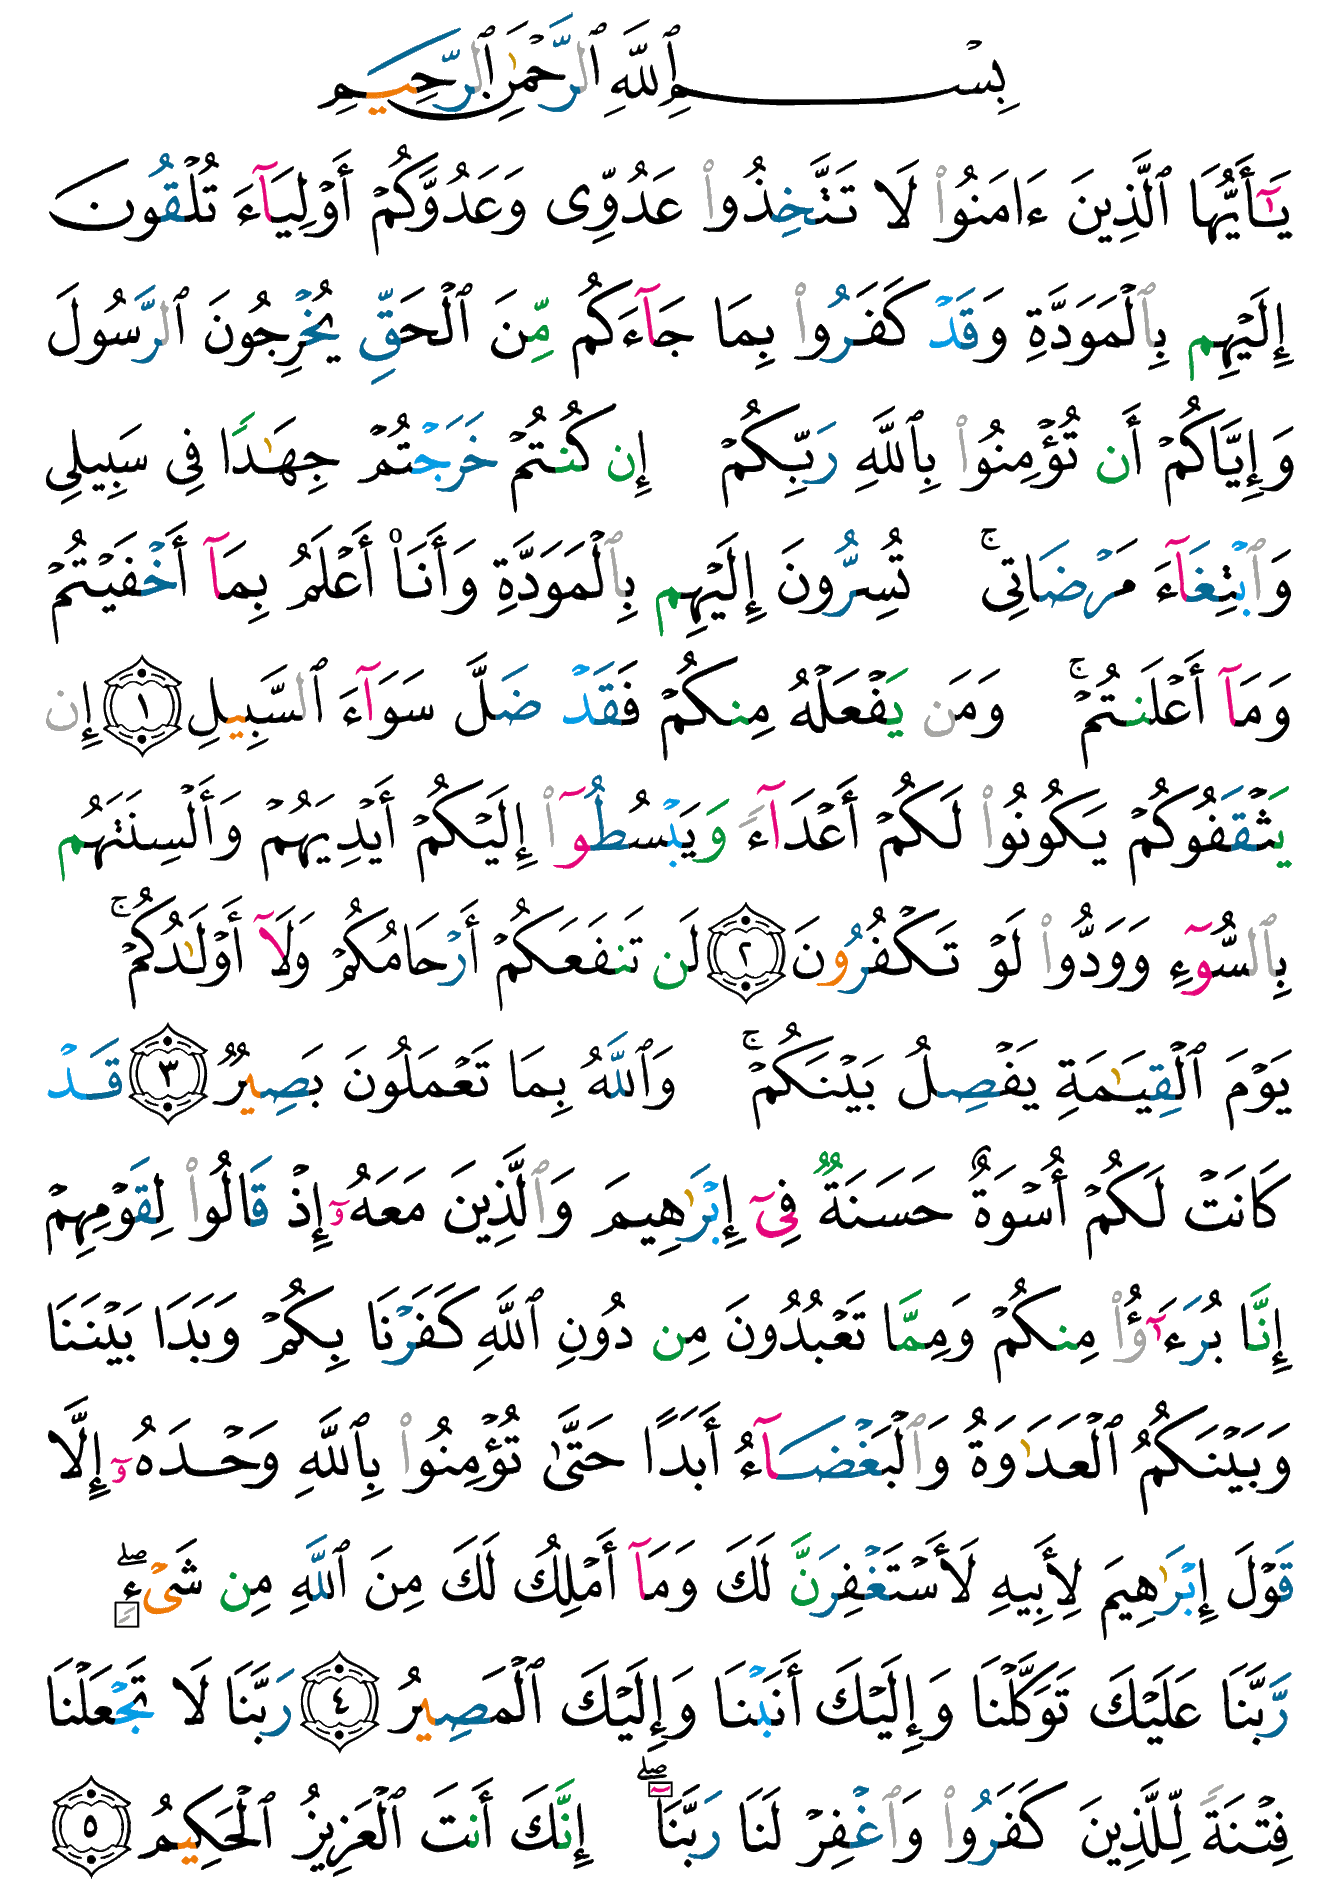 بِسْمِ ٱللَّهِ ٱلرَّحْمَٰنِ ٱلرَّحِيمِ
يَٰٓأَيُّهَا ٱلَّذِينَ ءَامَنُوا۟ لَا تَتَّخِذُوا۟ عَدُوِّى وَعَدُوَّكُمْ أَوْلِيَآءَ تُلْقُونَ
إِلَيْهِم بِٱلْمَوَدَّةِ وَقَدْ كَفَرُوا۟ بِمَا جَآءَكُم مِّنَ ٱلْحَقِّ يُخْرِجُونَ ٱلرَّسُولَ
وَإِيَّاكُمْ أَن تُؤْمِنُوا۟ بِٱللَّهِ رَبِّكُمْ إِن كُنتُمْ خَرَجْتُمْ جِهَٰدًا فِى سَبِيلِى
وَٱبْتِغَآءَ مَرْضَاتِى ۚ تُسِرُّونَ إِلَيْهِم بِٱلْمَوَدَّةِ وَأَنَا۠ أَعْلَمُ بِمَآ أَخْفَيْتُمْ
وَمَآ أَعْلَنتُمْ ۚ وَمَن يَفْعَلْهُ مِنكُمْ فَقَدْ ضَلَّ سَوَآءَ ٱلسَّبِيلِ ١ إِن
يَثْقَفُوكُمْ يَكُونُوا۟ لَكُمْ أَعْدَآءً وَيَبْسُطُوٓا۟ إِلَيْكُمْ أَيْدِيَهُمْ وَأَلْسِنَتَهُم
بِٱلسُّوٓءِ وَوَدُّوا۟ لَوْ تَكْفُرُونَ ٢ لَن تَنفَعَكُمْ أَرْحَامُكُمْ وَلَآ أَوْلَٰدُكُمْ ۚ
يَوْمَ ٱلْقِيَٰمَةِ يَفْصِلُ بَيْنَكُمْ ۚ وَٱللَّهُ بِمَا تَعْمَلُونَ بَصِيرٌ ٣ قَدْ
كَانَتْ لَكُمْ أُسْوَةٌ حَسَنَةٌ فِىٓ إِبْرَٰهِيمَ وَٱلَّذِينَ مَعَهُۥٓ إِذْ قَالُوا۟ لِقَوْمِهِمْ
إِنَّا بُرَءَٰٓؤُا۟ مِنكُمْ وَمِمَّا تَعْبُدُونَ مِن دُونِ ٱللَّهِ كَفَرْنَا بِكُمْ وَبَدَا بَيْنَنَا
وَبَيْنَكُمُ ٱلْعَدَٰوَةُ وَٱلْبَغْضَآءُ أَبَدًا حَتَّىٰ تُؤْمِنُوا۟ بِٱللَّهِ وَحْدَهُۥٓ إِلَّا
قَوْلَ إِبْرَٰهِيمَ لِأَبِيهِ لَأَسْتَغْفِرَنَّ لَكَ وَمَآ أَمْلِكُ لَكَ مِنَ ٱللَّهِ مِن شَىْءٍ ۖ
رَّبَّنَا عَلَيْكَ تَوَكَّلْنَا وَإِلَيْكَ أَنَبْنَا وَإِلَيْكَ ٱلْمَصِيرُ ٤ رَبَّنَا لَا تَجْعَلْنَا
فِتْنَةً لِّلَّذِينَ كَفَرُوا۟ وَٱغْفِرْ لَنَا رَبَّنَآ ۖ إِنَّكَ أَنتَ ٱلْعَزِيزُ ٱلْحَكِيمُ ٥